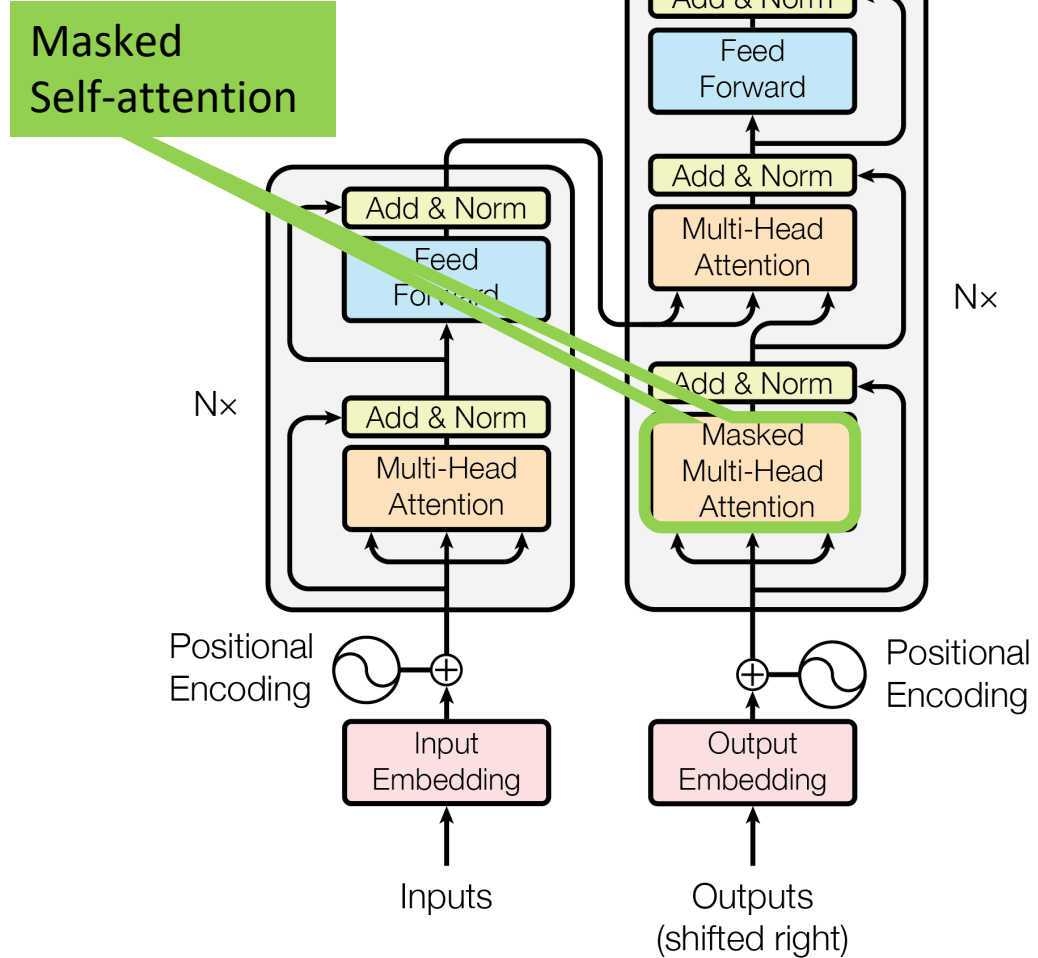 Masked
Self-attention
Add & Norm
Feed
Forward
Add & Norm
Multi-Head
Attention
Nx
Add & Norm
Masked
Multi-Head
Attention
Add & Norm
Feed
Forward
Nx
Add & Norm
Multi-Head
Attention
Positional
Encoding
Positional
Encoding
Input
Embedding
Output
Embedding
Inputs
Outputs
(shifted right)